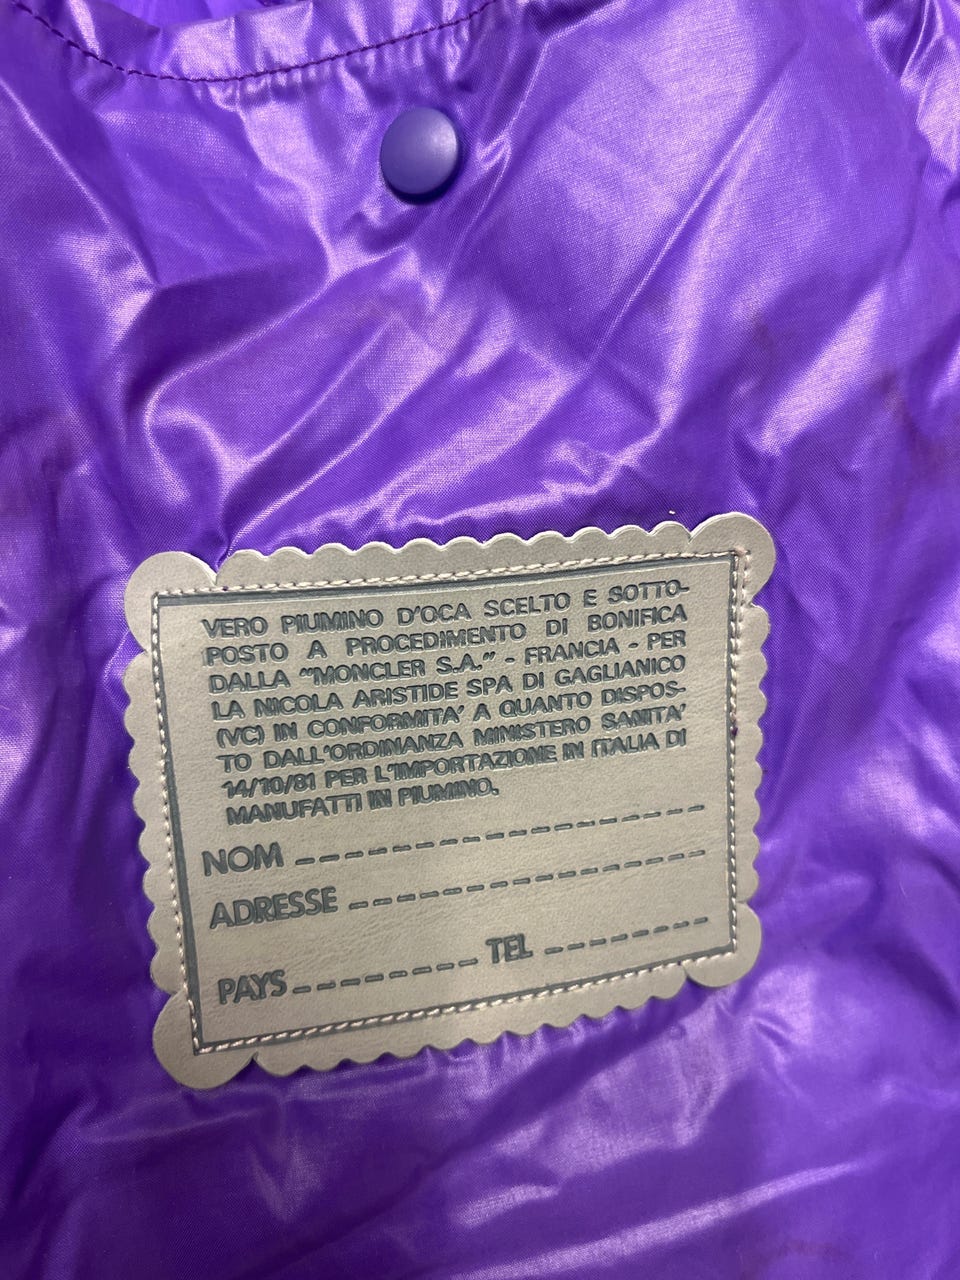 VERO PIUMINO D'OCA SCELTO E SOTTO-
POSTO A PROCEDIMENTO DI BONIFICA
DALLA "MONCLER S.A." - FRANCIA - PER
LA NICOLA ARISTIDE SPA DI GAGLIANICO
(VC) IN CONFORMITA' A QUANTO DISPOS-
TO DALL'ORDINANZA MINISTERO SANITA'
14/10/81 PER L'IMPORTAZIONE IN ITALIA DI
MANUFATTI IN PIUMINO.
NOM
ADRESSE
PAYS TEL